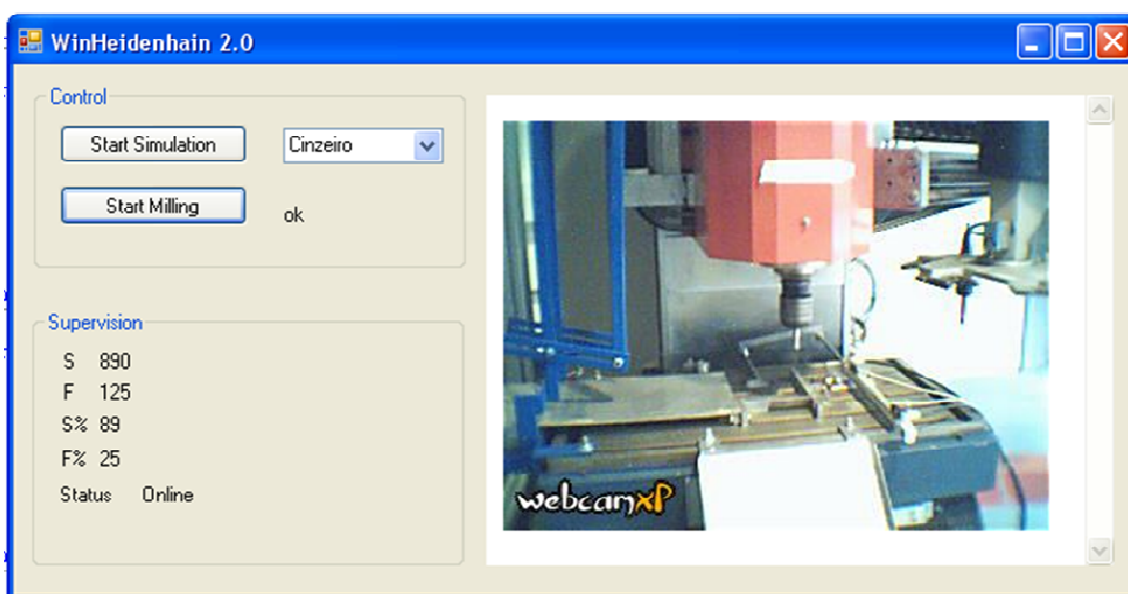 WinHeidenhain 2.0
Control
Start Simulation
Cinzeiro
Start Milling
ok
Supervision
S 890
F 125
S% 89
F% 25
Status Online
webcamXP